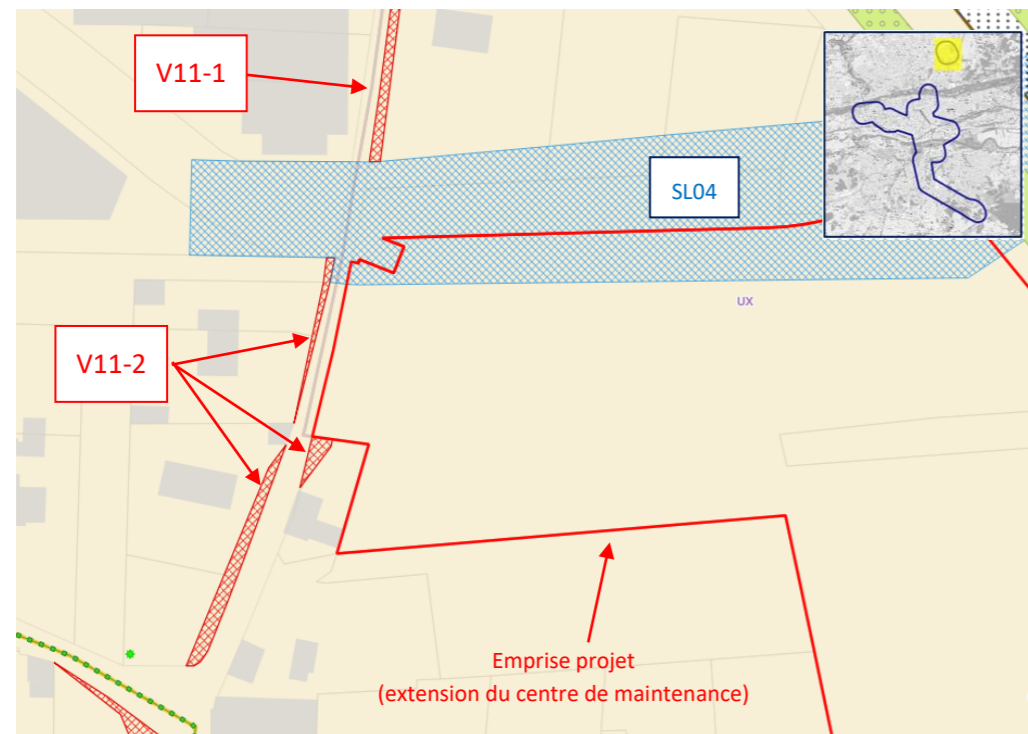 V11-1
SL04
UX
V11-2
Emprise projet
(extension du centre de maintenance)